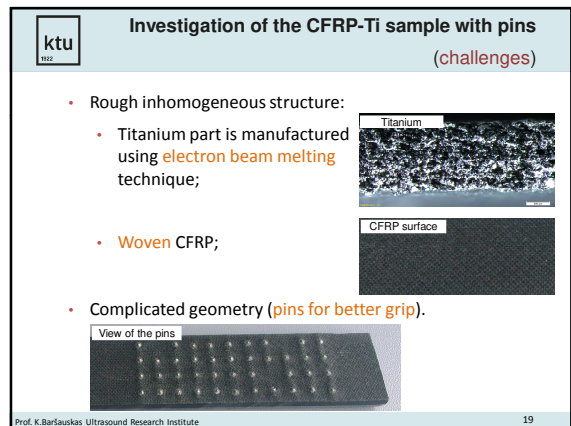 ktu
1922
Investigation of the CFRP-Ti sample with pins
(challenges)
• Rough inhomogeneous structure:
• Titanium part is manufactured
using electron beam melting
technique;
Titanium
• Woven CFRP;
CFRP surface
• Complicated geometry (pins for better grip).
View of the pins
Prof. K.Baršauskas Ultrasound Research Institute
19